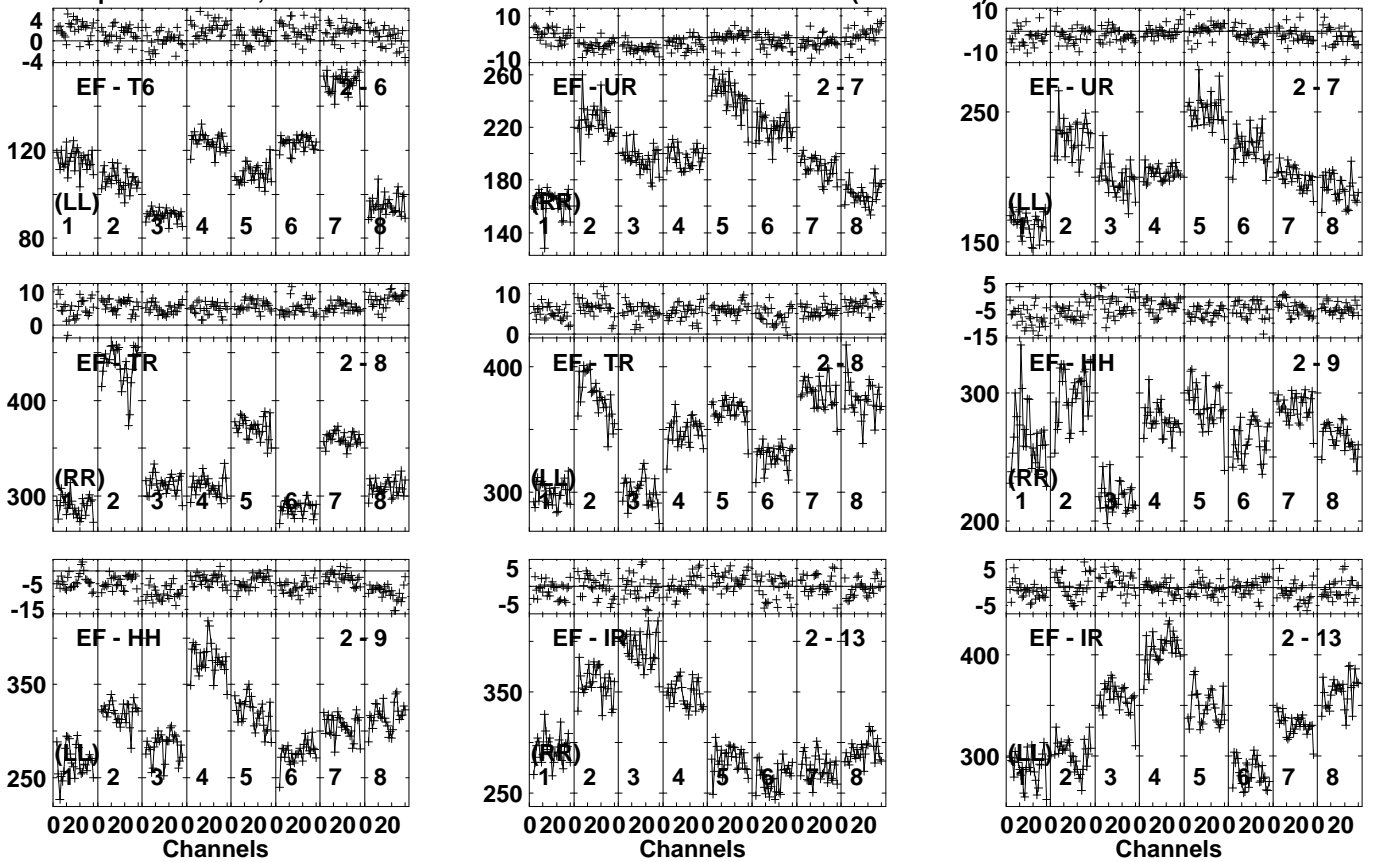 4 10 10
0 0 0
-4 -10 -10
EF - T6 2 - 6 260 EF - UR 2 - 7 EF - UR 2 - 7
250
120 220
180
(LL) (RR) (LL)
80 1 2 3 4 5 6 7 8 140 1 2 3 4 5 6 7 8 150 1 2 3 4 5 6 7 8
10 10 5
0 0 -5
-15
EF - TR 2 - 8 EF - TR 2 - 8 EF - HH 2 - 9
400 400 300
(RR) (LL) (RR)
300 1 2 3 4 5 6 7 8 300 1 2 3 4 5 6 7 8 200 1 2 3 4 5 6 7 8
-5 5 5
-15 -5 -5
EF - HH 2 - 9 EF - IR 2 - 13 EF - IR 2 - 13
350 350 400
(LL) (RR) (LL)
250 1 2 3 4 5 6 7 8 250 1 2 3 4 5 6 7 8 300 1 2 3 4 5 6 7 8
0 20 0 20 0 20 0 20 0 20 0 20 0 20 0 20 0 20 0 20 0 20 0 20 0 20 0 20 0 20 0 20 0 20 0 20 0 20 0 20 0 20 0 20 0 20 0 20
Channels Channels Channels